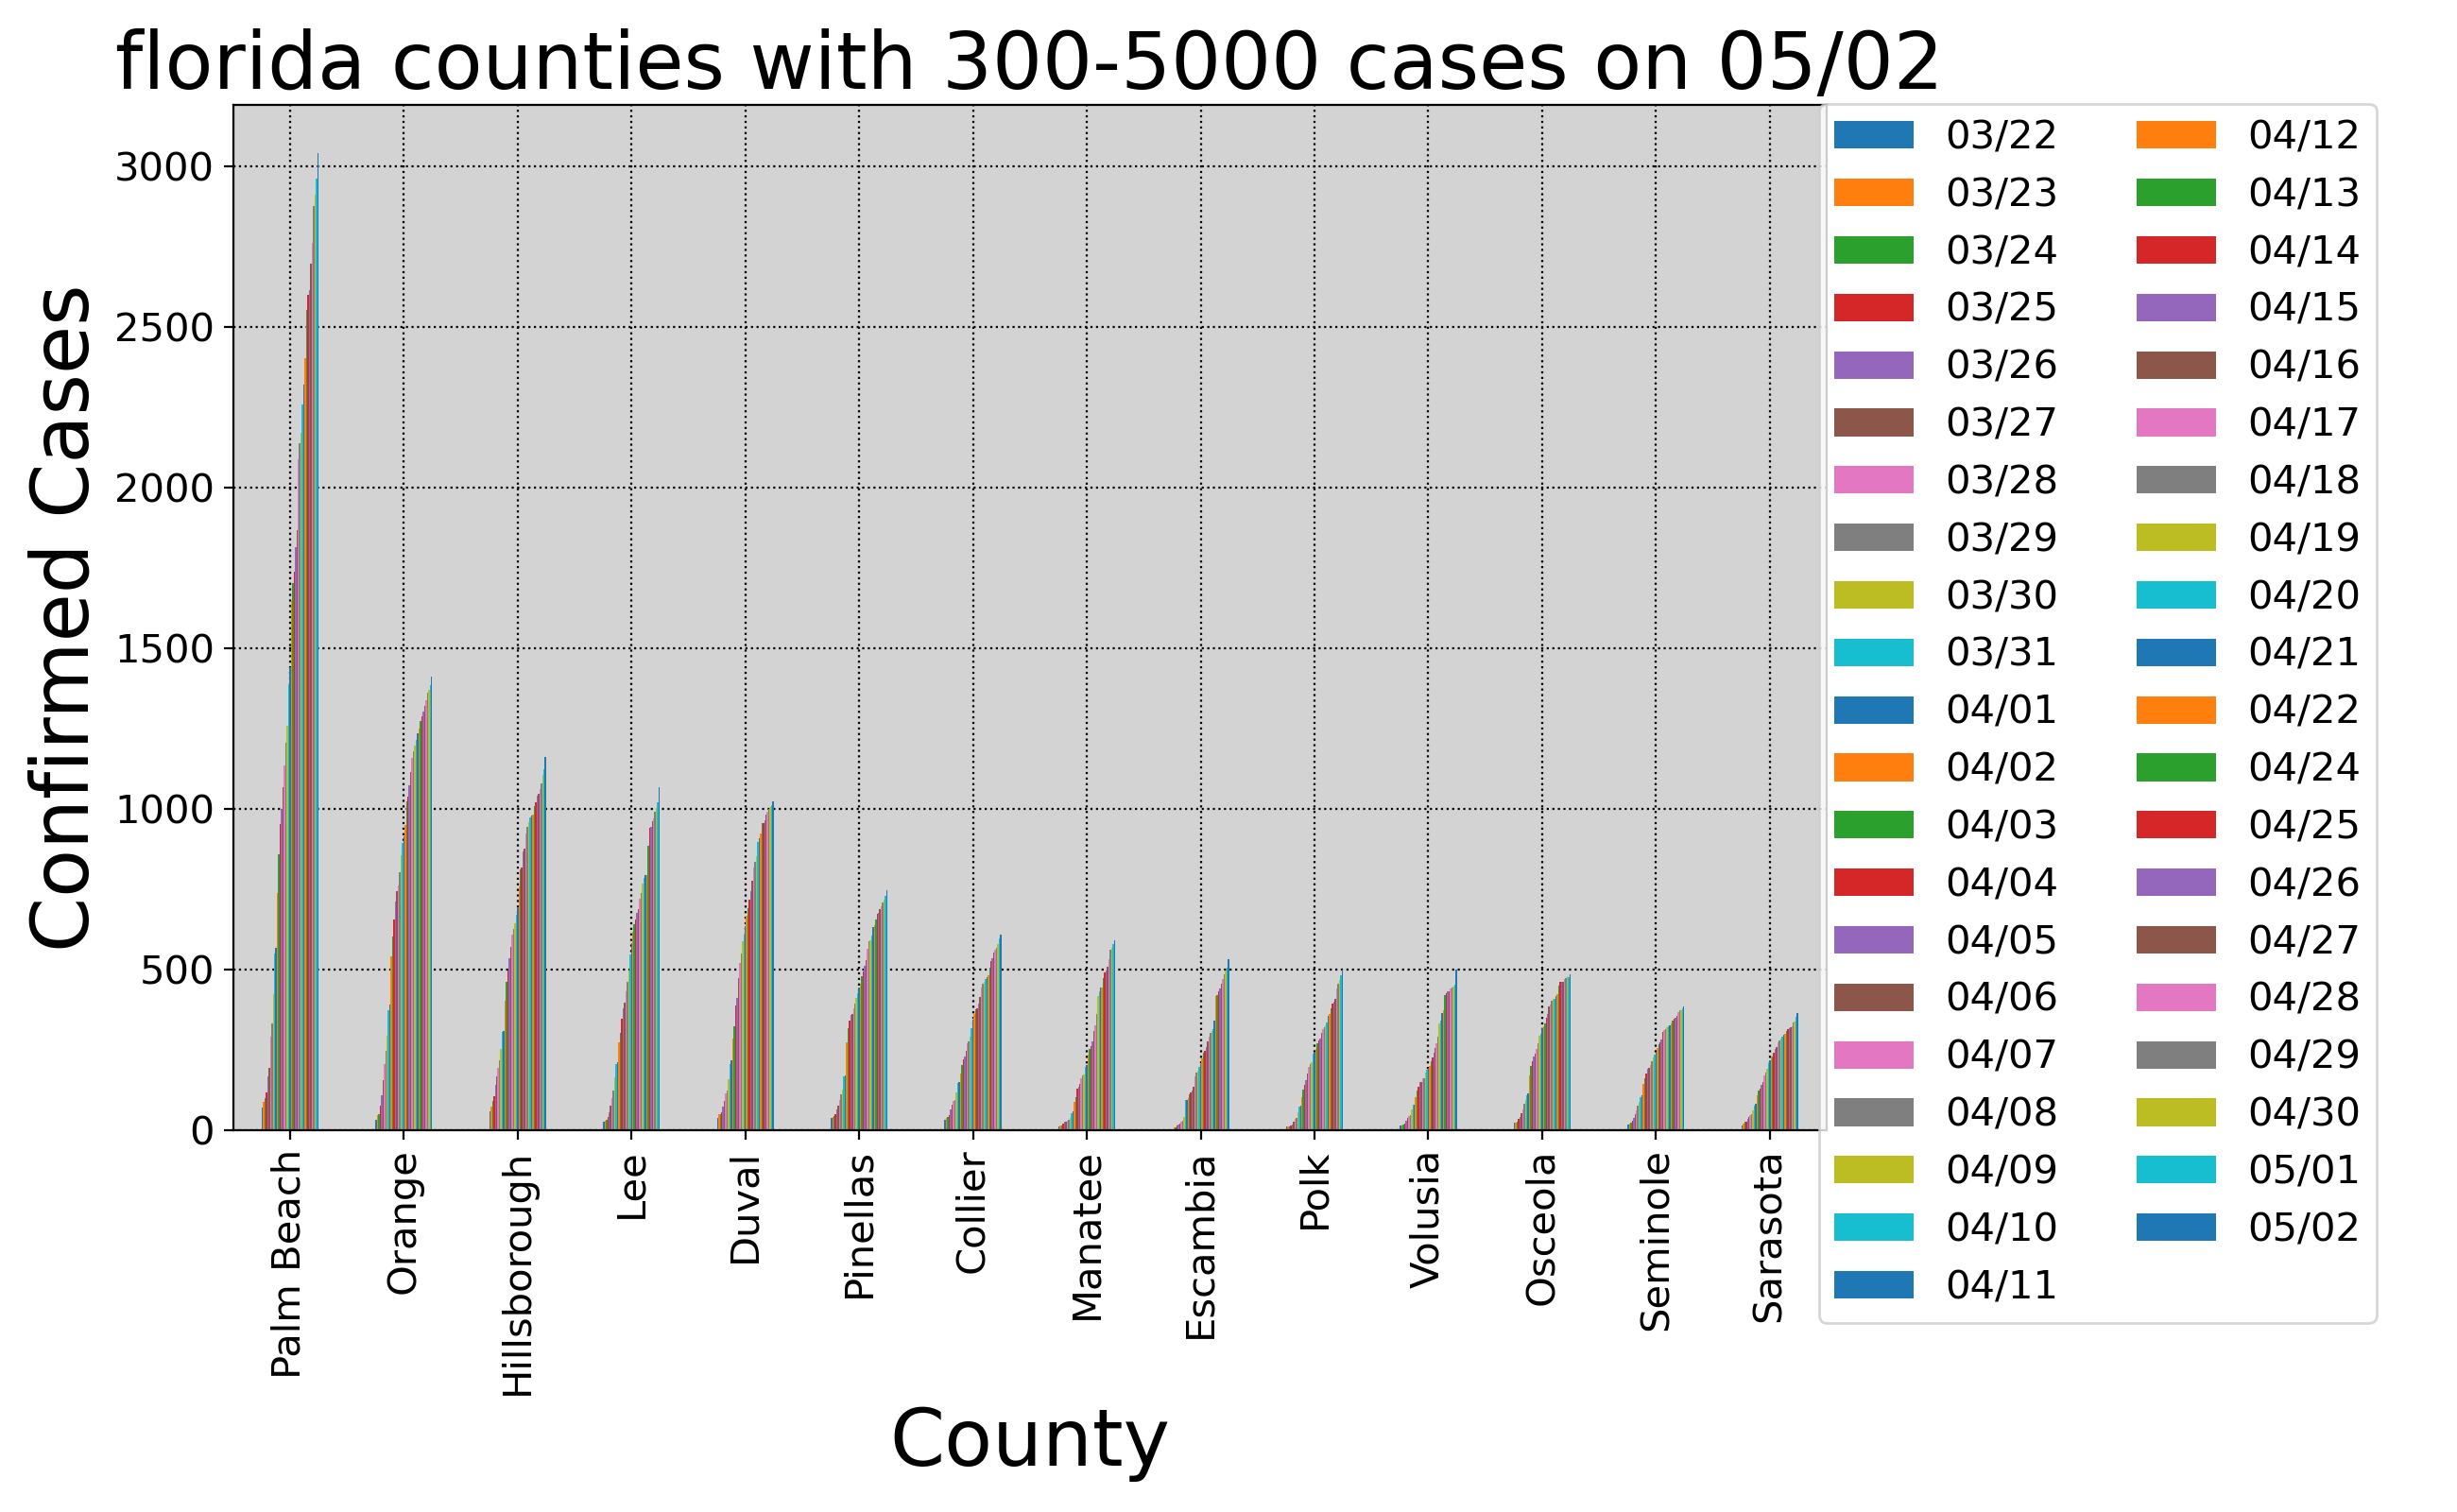 florida counties with 300-5000 cases on 05/02
Confirmed Cases
3000
2500
2000
1500
1000
500
0
Palm Beach
Orange
Hillsborough
Lee
Duval
Pinellas
Collier
Manatee
Escambia
Polk
Volusia
Osceola
Seminole
Sarasota
County
03/22
03/23
03/24
03/25
03/26
03/27
03/28
03/29
03/30
03/31
04/01
04/02
04/03
04/04
04/05
04/06
04/07
04/08
04/09
04/10
04/11
04/12
04/13
04/14
04/15
04/16
04/17
04/18
04/19
04/20
04/21
04/22
04/24
04/25
04/26
04/27
04/28
04/29
04/30
05/01
05/02